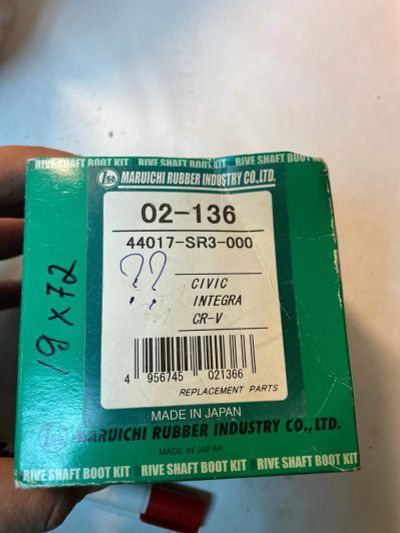 RIVE SHAFT BOOT KIT RIVE SHAFT BOOT KIT RIVE SHAFT BOOT KIT
MARUICHI RUBBER INDUSTRY CO., LTD.
02-136
44017-SR3-000
??
CIVIC
INTEGRA
CR-V
19 x 72
4 956745 021366
REPLACEMENT PARTS
MADE IN JAPAN
MARUICHI RUBBER INDUSTRY CO., LTD.
MADE IN JAPAN
RIVE SHAFT BOOT KIT RIVE SHAFT BOOT KIT RIVE SHAFT BOOT KIT